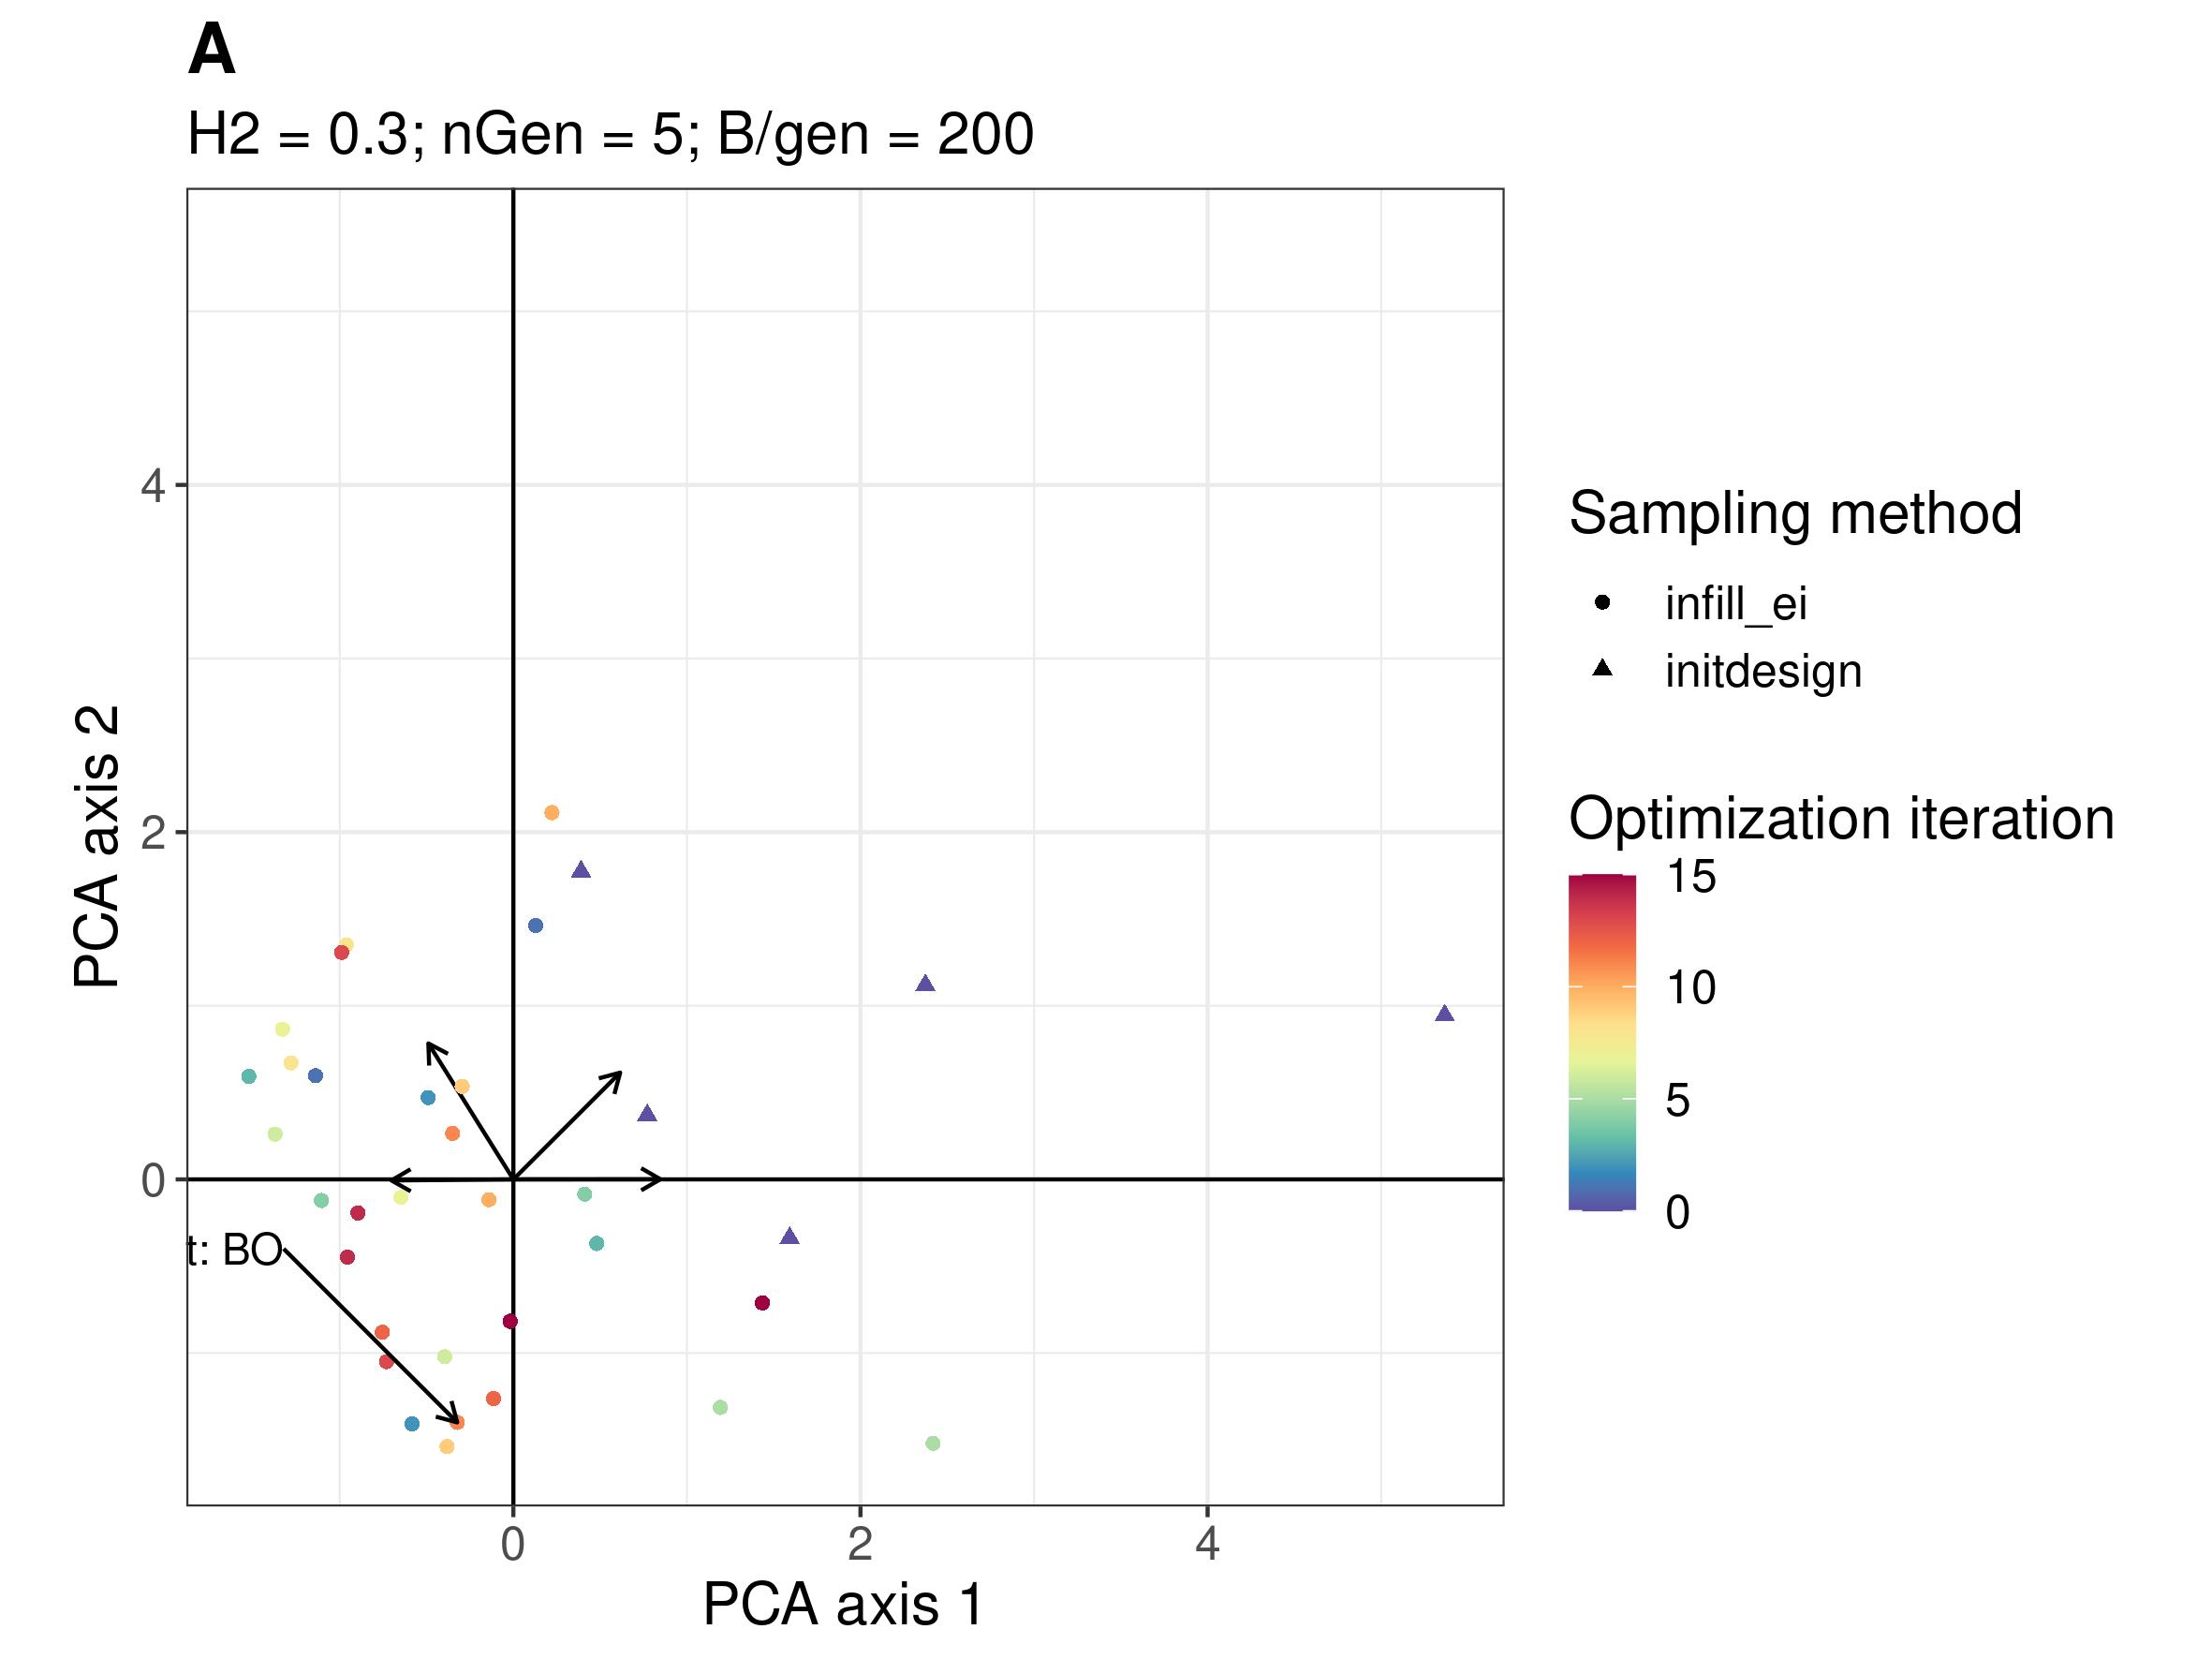 A
H2 = 0.3; nGen = 5; B/gen = 200
PCA axis 2
4
2
0
t: BO
0
2
4
PCA axis 1
Sampling method
infill_ei
initdesign
Optimization iteration
15
10
5
0